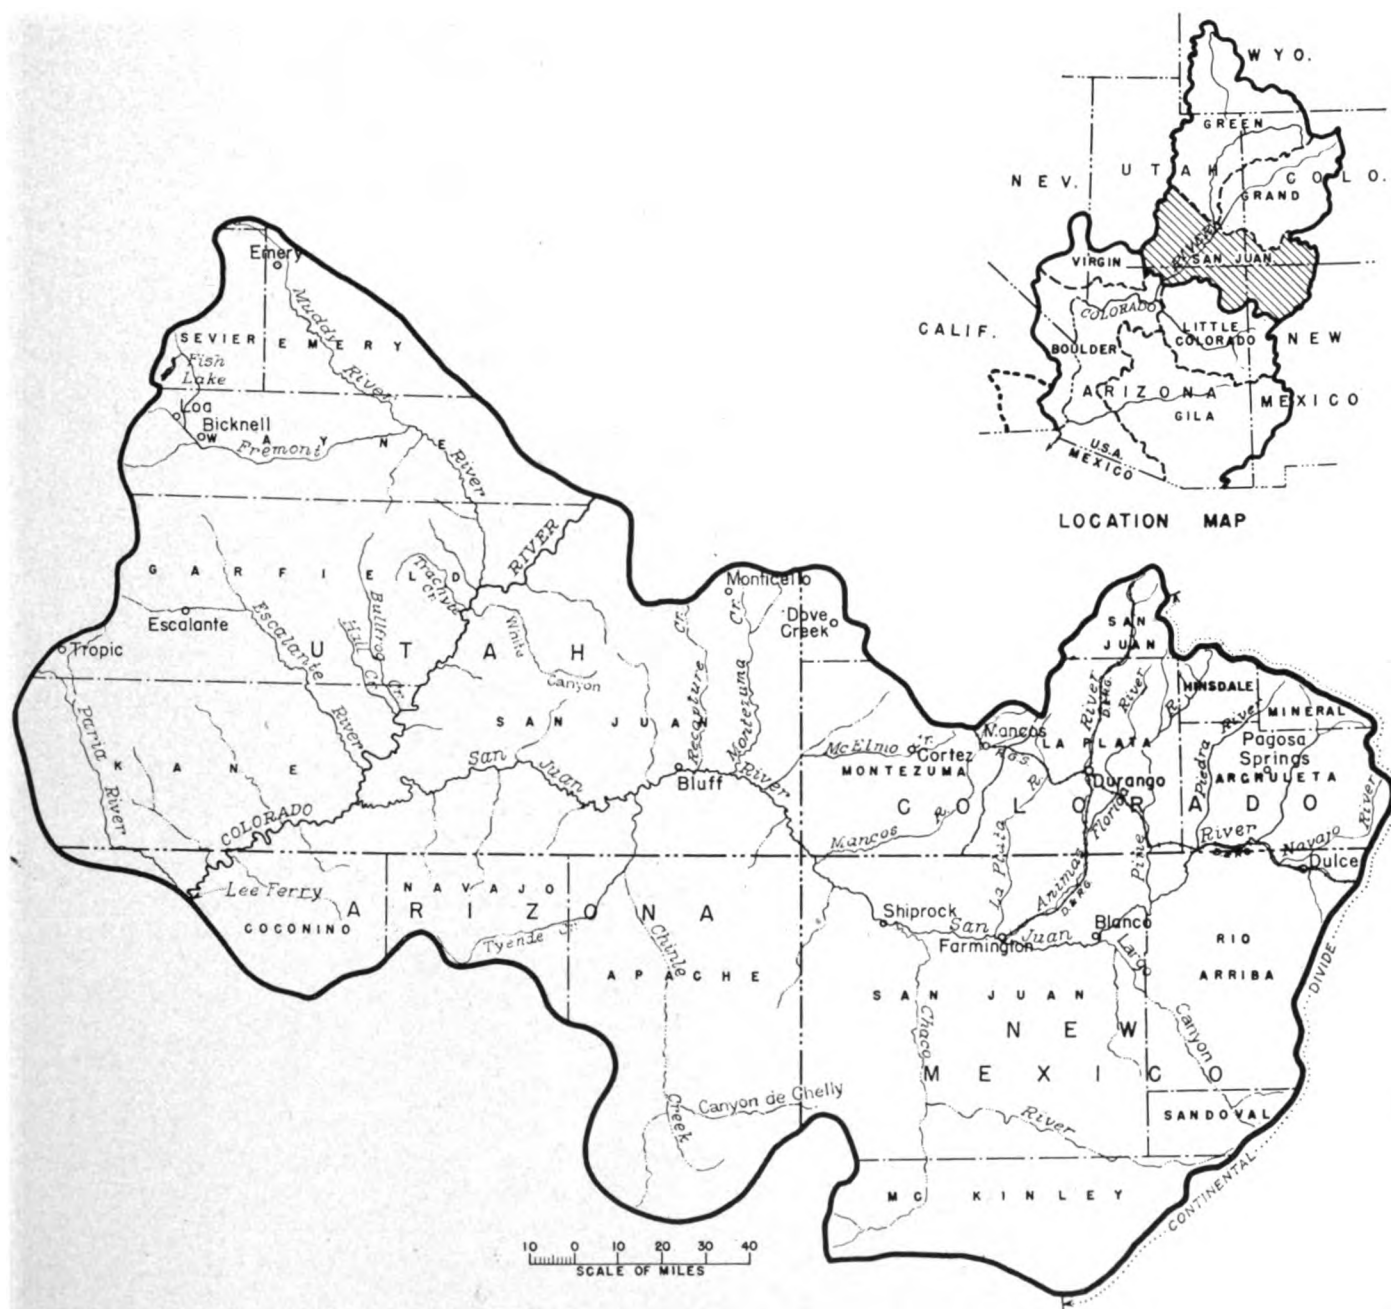 WYO.
GREEN
NEV.
UTAH
COLO.
GRAND
RIVER
VIRGIN
SAN JUAN
COLORADO
CALIF.
LITTLE
COLORADO
NEW
BOULDER
ARIZONA
MEXICO
GILA
U.S.A.
MEXICO
LOCATION MAP
Emery
Muddy
River
SEVIER
EMERY
Fish
Lake
Loa
Bicknell
WAYNE
Fremont
River
RIVER
GARFIELD
Trachyte
Cr.
Bullfrog
Cr.
Hall
Cr.
Escalante
Escalante
River
UTAH
White
Canyon
Tropic
Paria
River
KANE
COLORADO
SAN JUAN
San
Juan
River
Recapture
Cr.
Montezuma
Cr.
Monticello
Dove
Creek
Bluff
SAN
JUAN
HINSDALE
MINERAL
McElmo
Cr.
Cortez
Mancos
MONTEZUMA
LA PLATA
River
D.& R.G.
River
R.
Piedra
River
Pagosa
Springs
ARCHULETA
Durango
Florida
COLORADO
Mancos
R.
River
Navajo
River
D.& R.G.
Dulce
La Plata
R.
Animas
D.& R.G.
Pine
Lee Ferry
NAVAJO
ARIZONA
COCONINO
Tyende
Cr.
Chinle
Creek
APACHE
Canyon de Chelly
Shiprock
San
Juan
Farmington
Blanco
Largo
Canyon
RIO
ARRIBA
SAN JUAN
NEW
MEXICO
Chaco
River
SANDOVAL
MC KINLEY
CONTINENTAL
DIVIDE
10 0 10 20 30 40
SCALE OF MILES